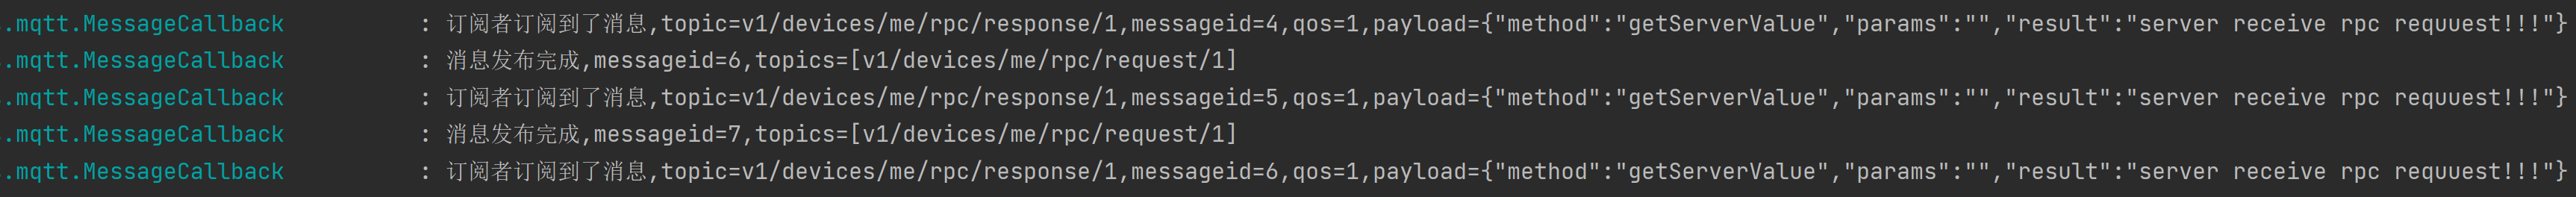 .mqtt.MessageCallback : 订阅者订阅到了消息,topic=v1/devices/me/rpc/response/1,messageid=4,qos=1,payload={"method":"getServerValue","params":"","result":"server receive rpc requuest!!!"}
.mqtt.MessageCallback : 消息发布完成,messageid=6,topics=[v1/devices/me/rpc/request/1]
.mqtt.MessageCallback : 订阅者订阅到了消息,topic=v1/devices/me/rpc/response/1,messageid=5,qos=1,payload={"method":"getServerValue","params":"","result":"server receive rpc requuest!!!"}
.mqtt.MessageCallback : 消息发布完成,messageid=7,topics=[v1/devices/me/rpc/request/1]
.mqtt.MessageCallback : 订阅者订阅到了消息,topic=v1/devices/me/rpc/response/1,messageid=6,qos=1,payload={"method":"getServerValue","params":"","result":"server receive rpc requuest!!!"}